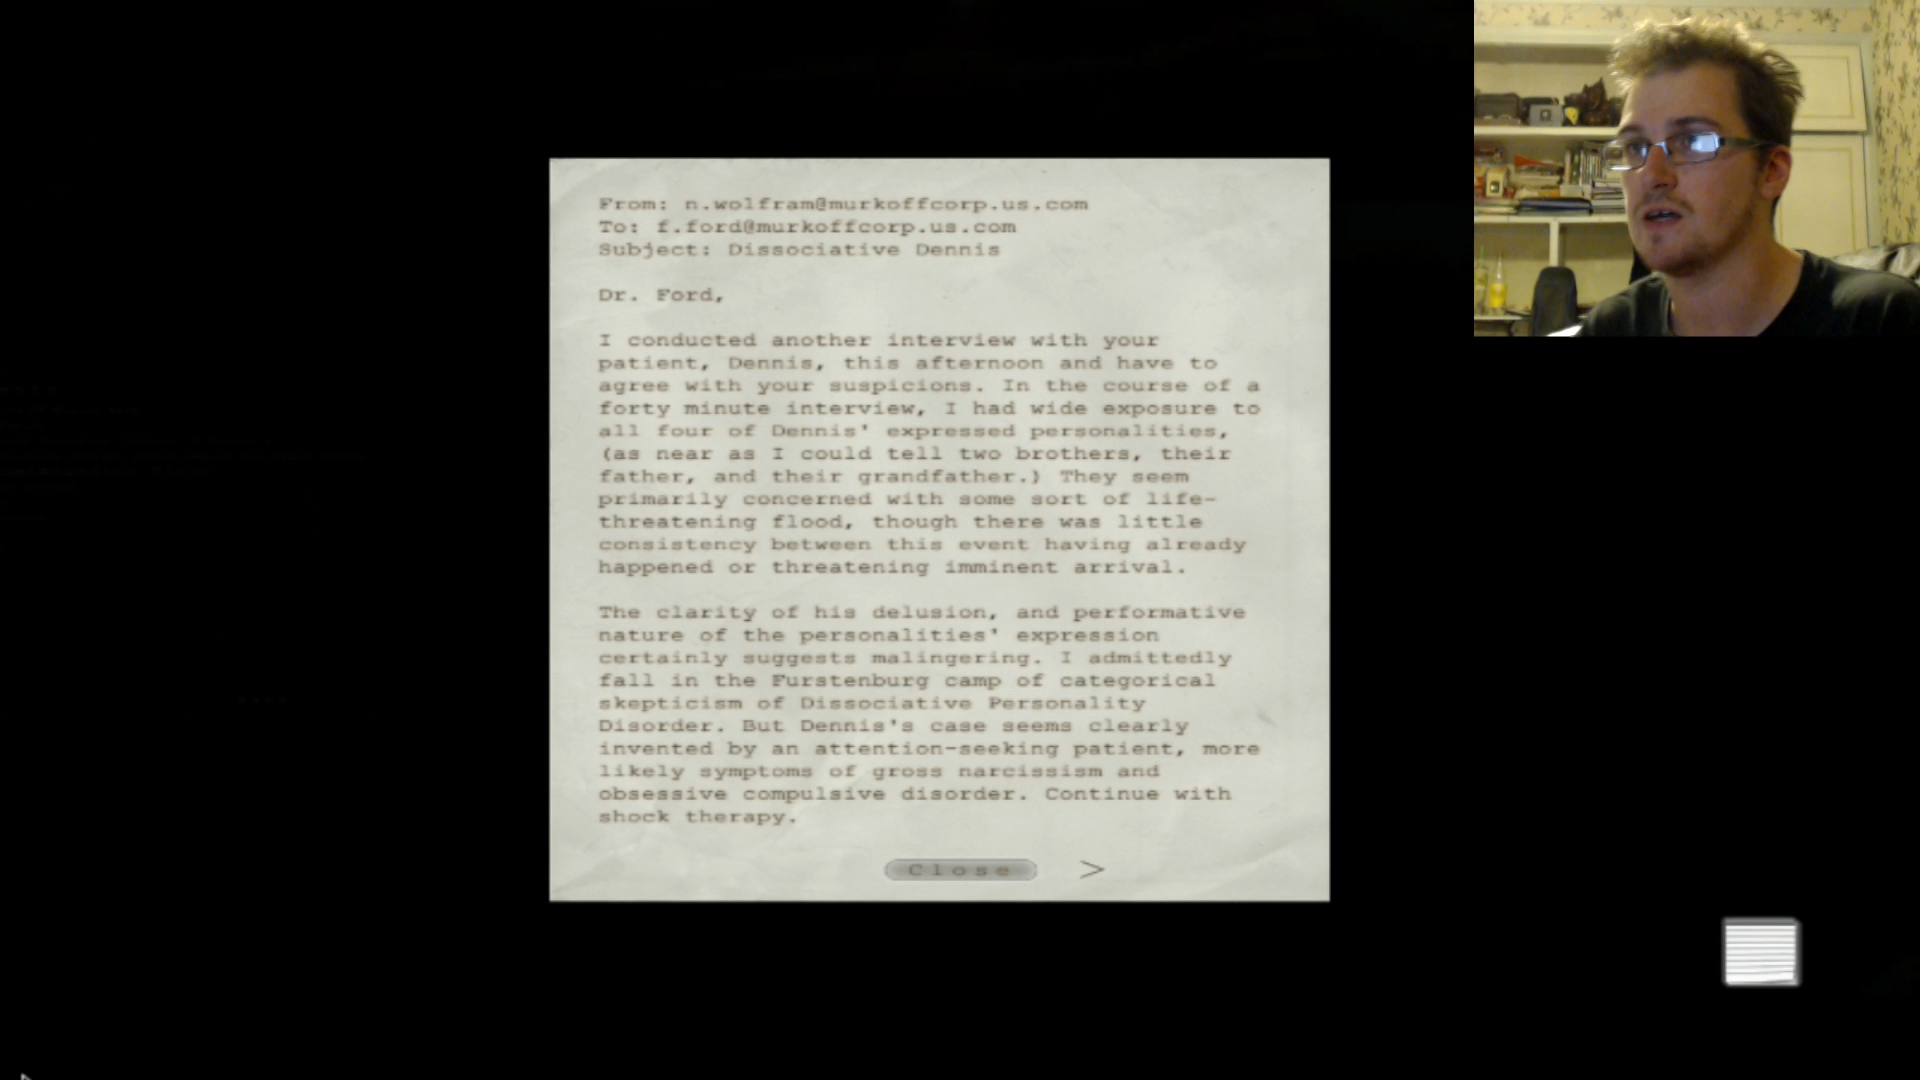 From: n.wolfram@murkoffcorp.us.com
To: f.ford@murkoffcorp.us.com
Subject: Dissociative Dennis
Dr. Ford,
I conducted another interview with your
patient, Dennis, this afternoon and have to
agree with your suspicions. In the course of a
forty minute interview, I had wide exposure to
all four of Dennis' expressed personalities,
(as near as I could tell two brothers, their
father, and their grandfather.) They seem
primarily concerned with some sort of life-
threatening flood, though there was little
consistency between this event having already
happened or threatening imminent arrival.
The clarity of his delusion, and performative
nature of the personalities' expression
certainly suggests malingering. I admittedly
fall in the Furstenburg camp of categorical
skepticism of Dissociative Personality
Disorder. But Dennis's case seems clearly
invented by an attention-seeking patient, more
likely symptoms of gross narcissism and
obsessive compulsive disorder. Continue with
shock therapy.
Close >